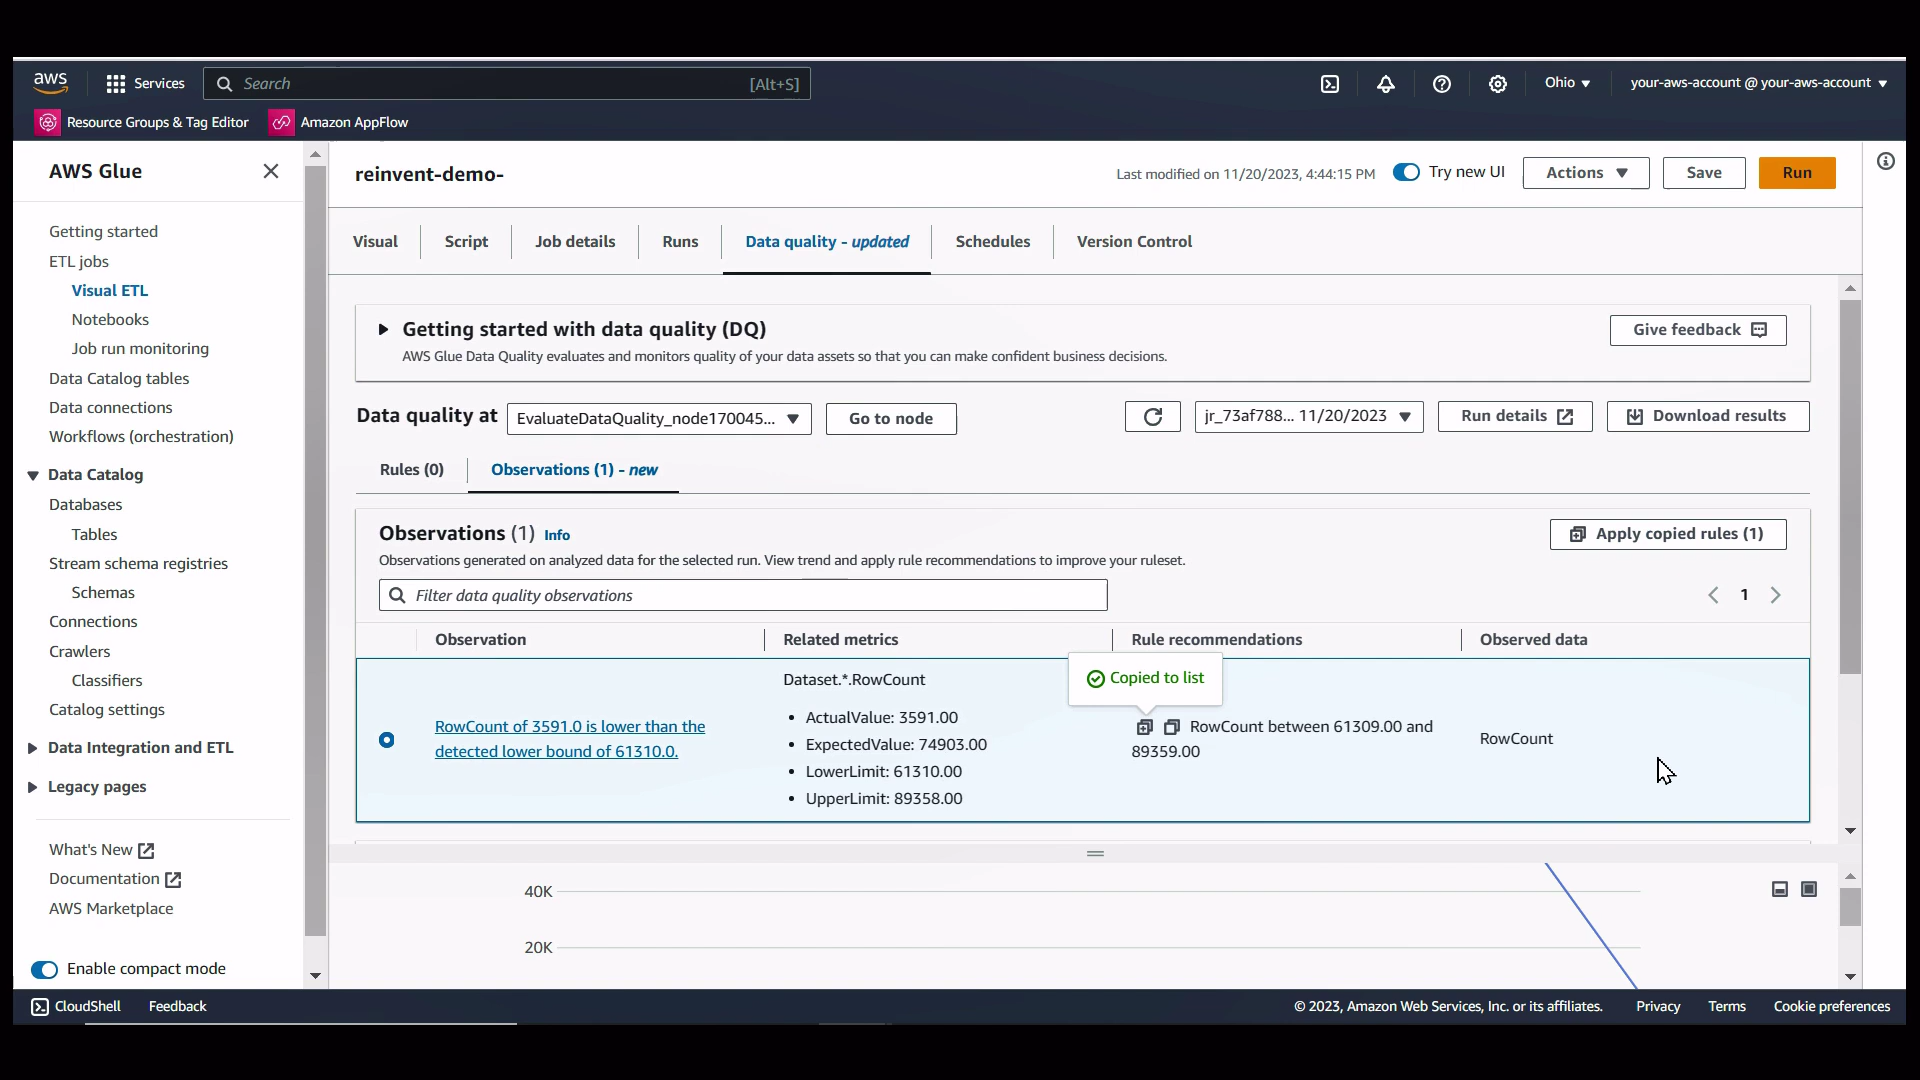 aws
Services
Search
[Alt+S]
Ohio
your-aws-account @ your-aws-account
Resource Groups & Tag Editor
Amazon AppFlow
AWS Glue
Getting started
ETL jobs
Visual ETL
Notebooks
Job run monitoring
Data Catalog tables
Data connections
Workflows (orchestration)
Data Catalog
Databases
Tables
Stream schema registries
Schemas
Connections
Crawlers
Classifiers
Catalog settings
Data Integration and ETL
Legacy pages
What's New
Documentation
AWS Marketplace
Enable compact mode
reinvent-demo-
Last modified on 11/20/2023, 4:44:15 PM
Try new UI
Actions
Save
Run
Visual
Script
Job details
Runs
Data quality - updated
Schedules
Version Control
Getting started with data quality (DQ)
AWS Glue Data Quality evaluates and monitors quality of your data assets so that you can make confident business decisions.
Give feedback
Data quality at
EvaluateDataQuality_node170045...
Go to node
jr_73af788... 11/20/2023
Run details
Download results
Rules (0)
Observations (1) - new
Observations (1) Info
Observations generated on analyzed data for the selected run. View trend and apply rule recommendations to improve your ruleset.
Apply copied rules (1)
Filter data quality observations
1
Observation
Related metrics
Rule recommendations
Observed data
RowCount of 3591.0 is lower than the
detected lower bound of 61310.0.
Dataset.*.RowCount
• ActualValue: 3591.00
• ExpectedValue: 74903.00
• LowerLimit: 61310.00
• UpperLimit: 89358.00
Copied to list
RowCount between 61309.00 and
89359.00
RowCount
40K
20K
CloudShell
Feedback
© 2023, Amazon Web Services, Inc. or its affiliates.
Privacy
Terms
Cookie preferences